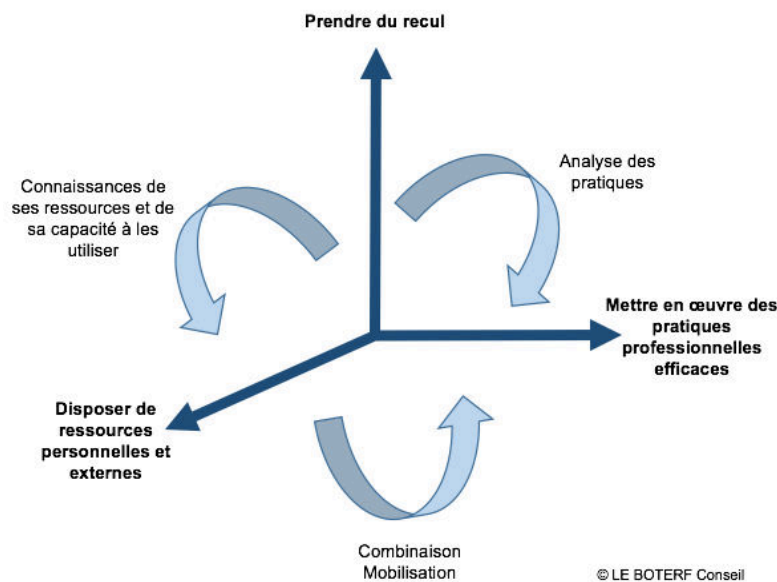 Prendre du recul
Connaissances de
ses ressources et de
sa capacité à les
utiliser
Analyse des
pratiques
Mettre en œuvre des
pratiques
professionnelles
efficaces
Disposer de
ressources
personnelles et
externes
Combinaison
Mobilisation
© LE BOTERF Conseil